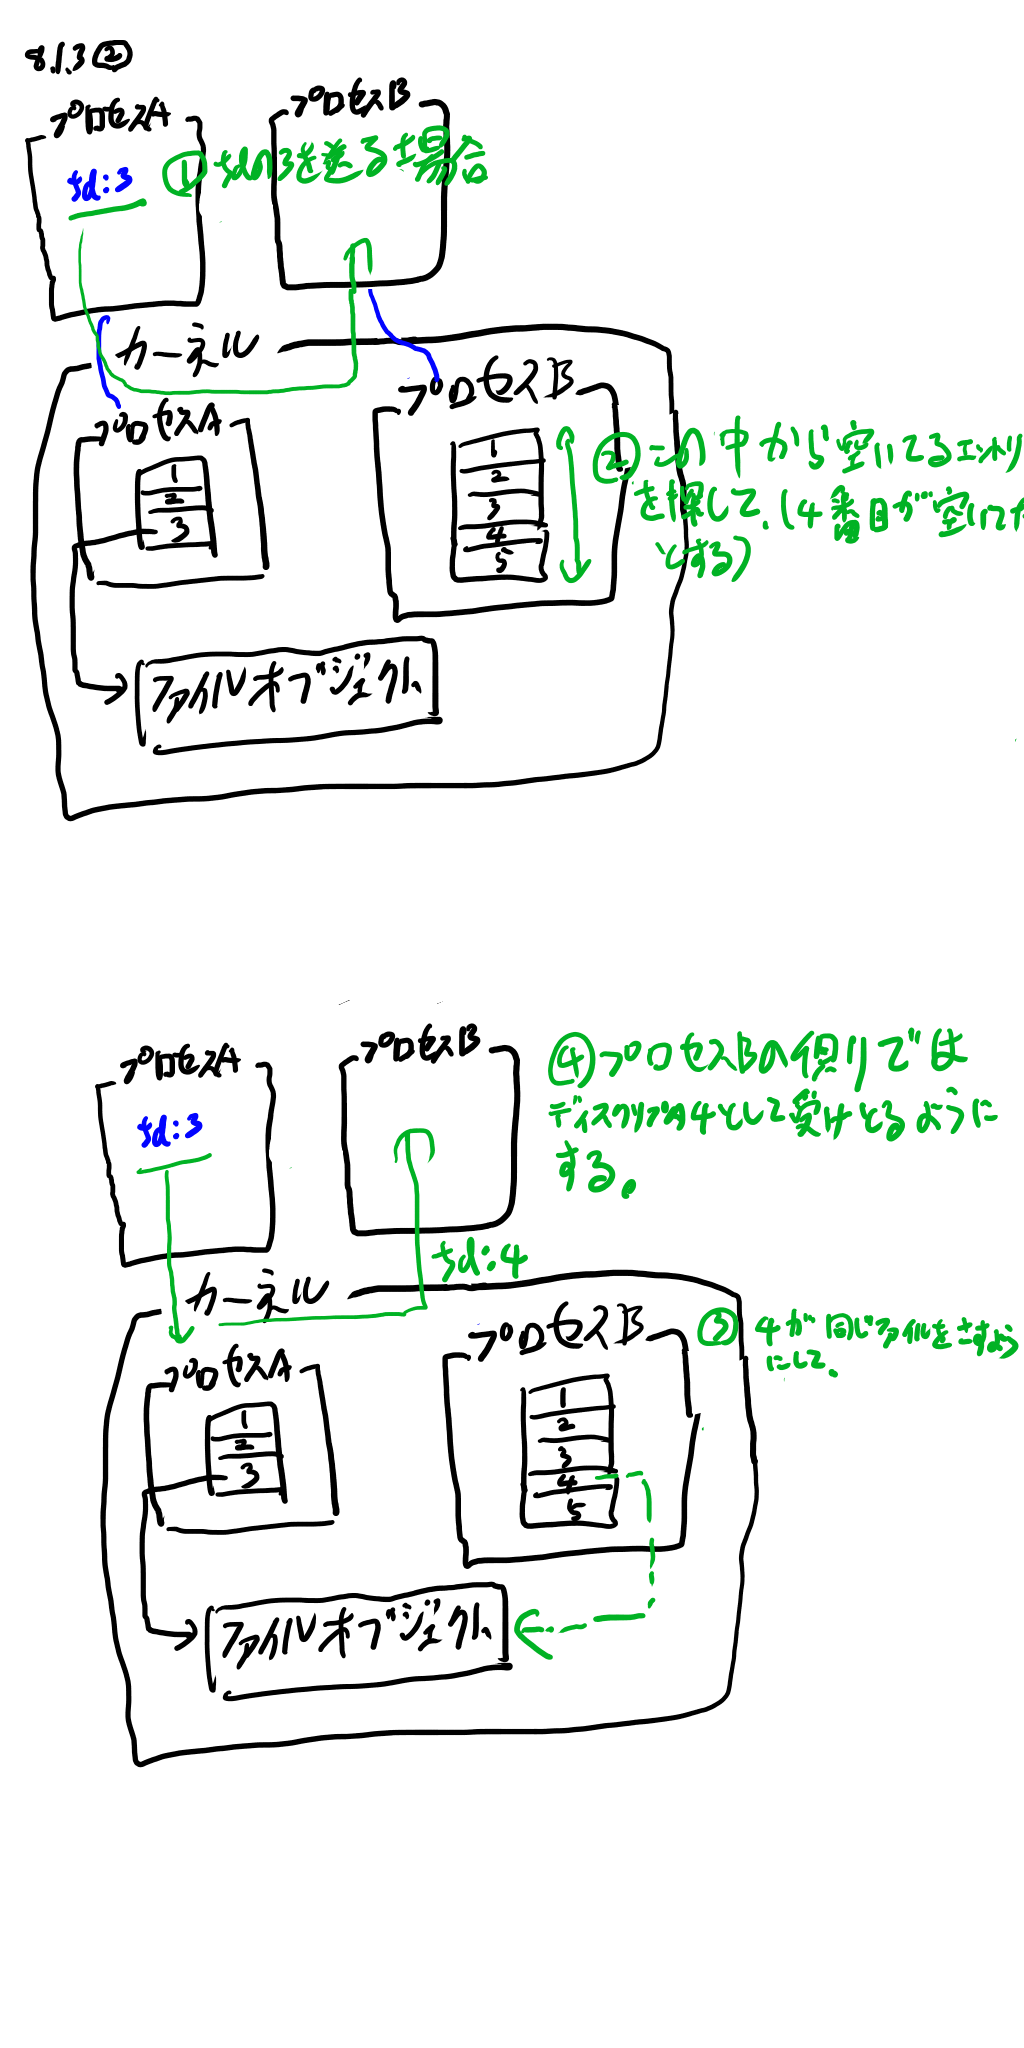 8.1.3②
プロセスA
プロセスB
fd:3
①fdの3を送る場合
カーネル
プロセスA
1
2
3
プロセスB
1
2
3
4
5
②この中から空いてるエントリ
を探して、(4番目が空いてた
とする)
ファイルオブジェクト
プロセスA
プロセスB
fd:3
④プロセスBの側りでは
ディスクリプタ4として受けとるように
する。
fd:4
カーネル
プロセスA
1
2
3
プロセスB
1
2
3
4
5
③ 4が同じファイルをさすよう
にして、
ファイルオブジェクト